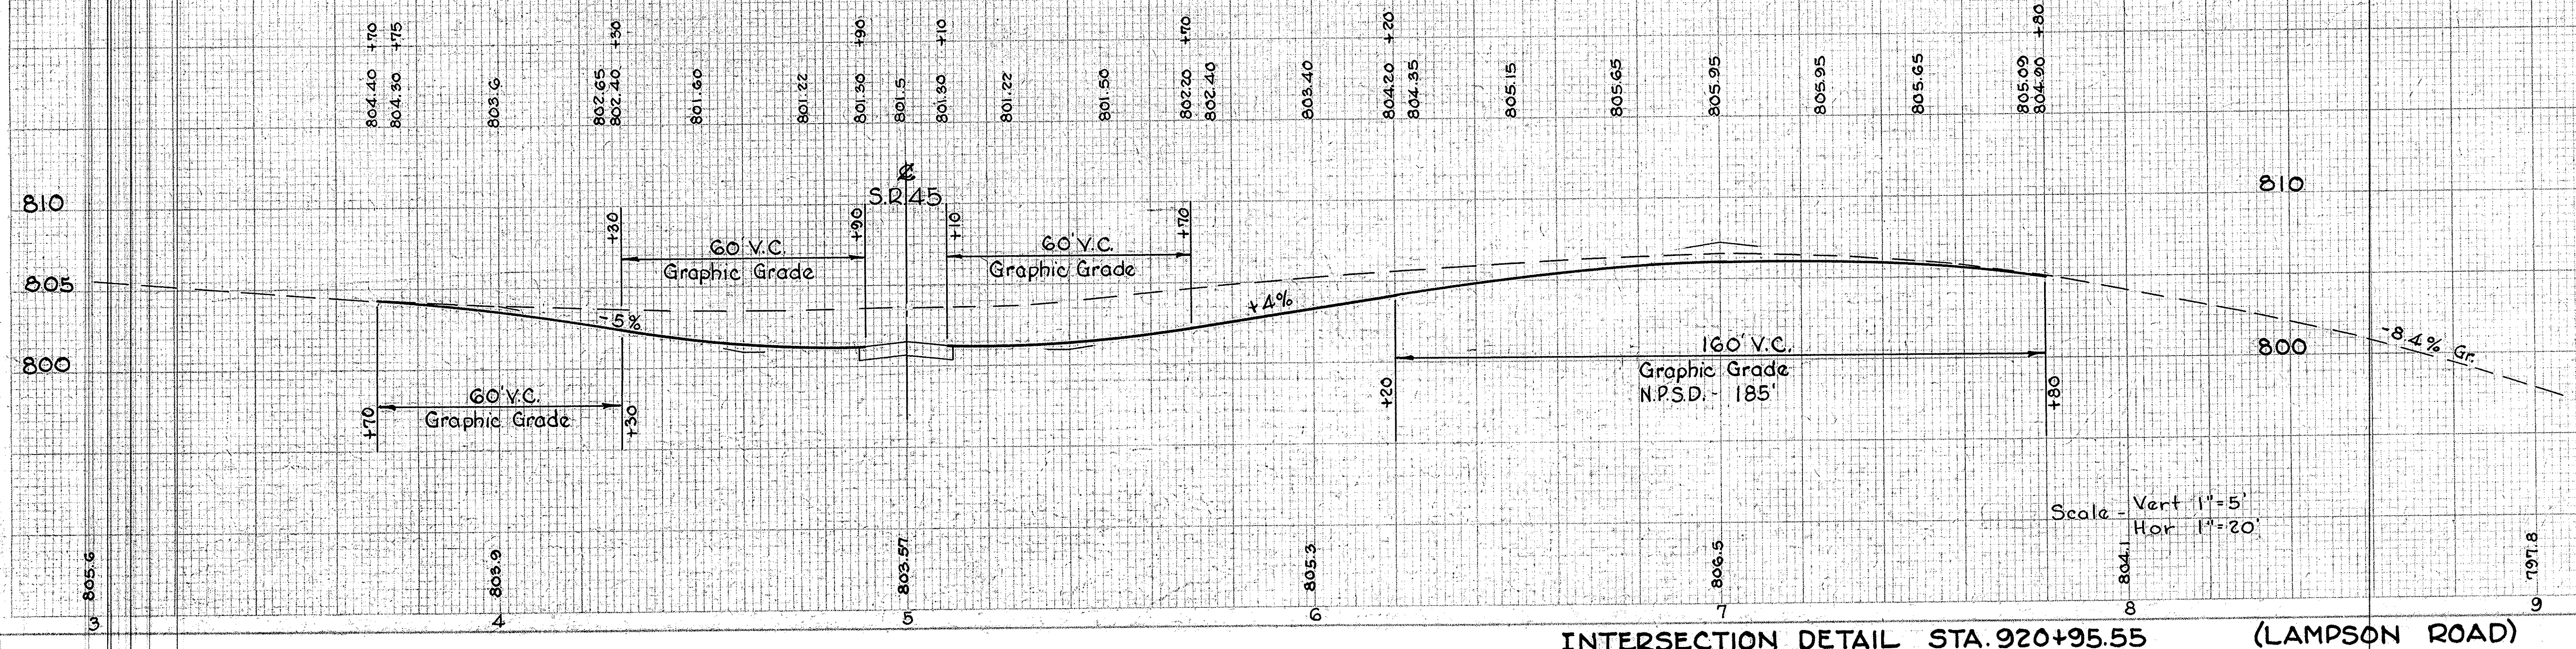 +70 +75 +30 +90 +10 +70 +20 +80
804.40 804.30 803.6 802.65 802.40 801.60 801.22 801.30 801.5 801.30 801.22 801.50 802.20 802.40 803.40 804.20 804.35 805.15 805.65 805.95 805.95 805.65 805.09 804.90
℄
S.R.45
810 810
+30 +90 +10 +70
60' V.C. 60' V.C.
Graphic Grade Graphic Grade
805
-5% +4%
-8.4% Gr.
800 800
160' V.C.
Graphic Grade
N.P.S.D. - 185'
+20 +80
60' V.C.
Graphic Grade
+70 +30
Scale - Vert 1"=5'
Hor 1"=20'
805.6 803.9 803.57 805.3 806.5 804.1 797.8
3 4 5 6 7 8 9
INTERSECTION DETAIL STA. 920+95.55 (LAMPSON ROAD)